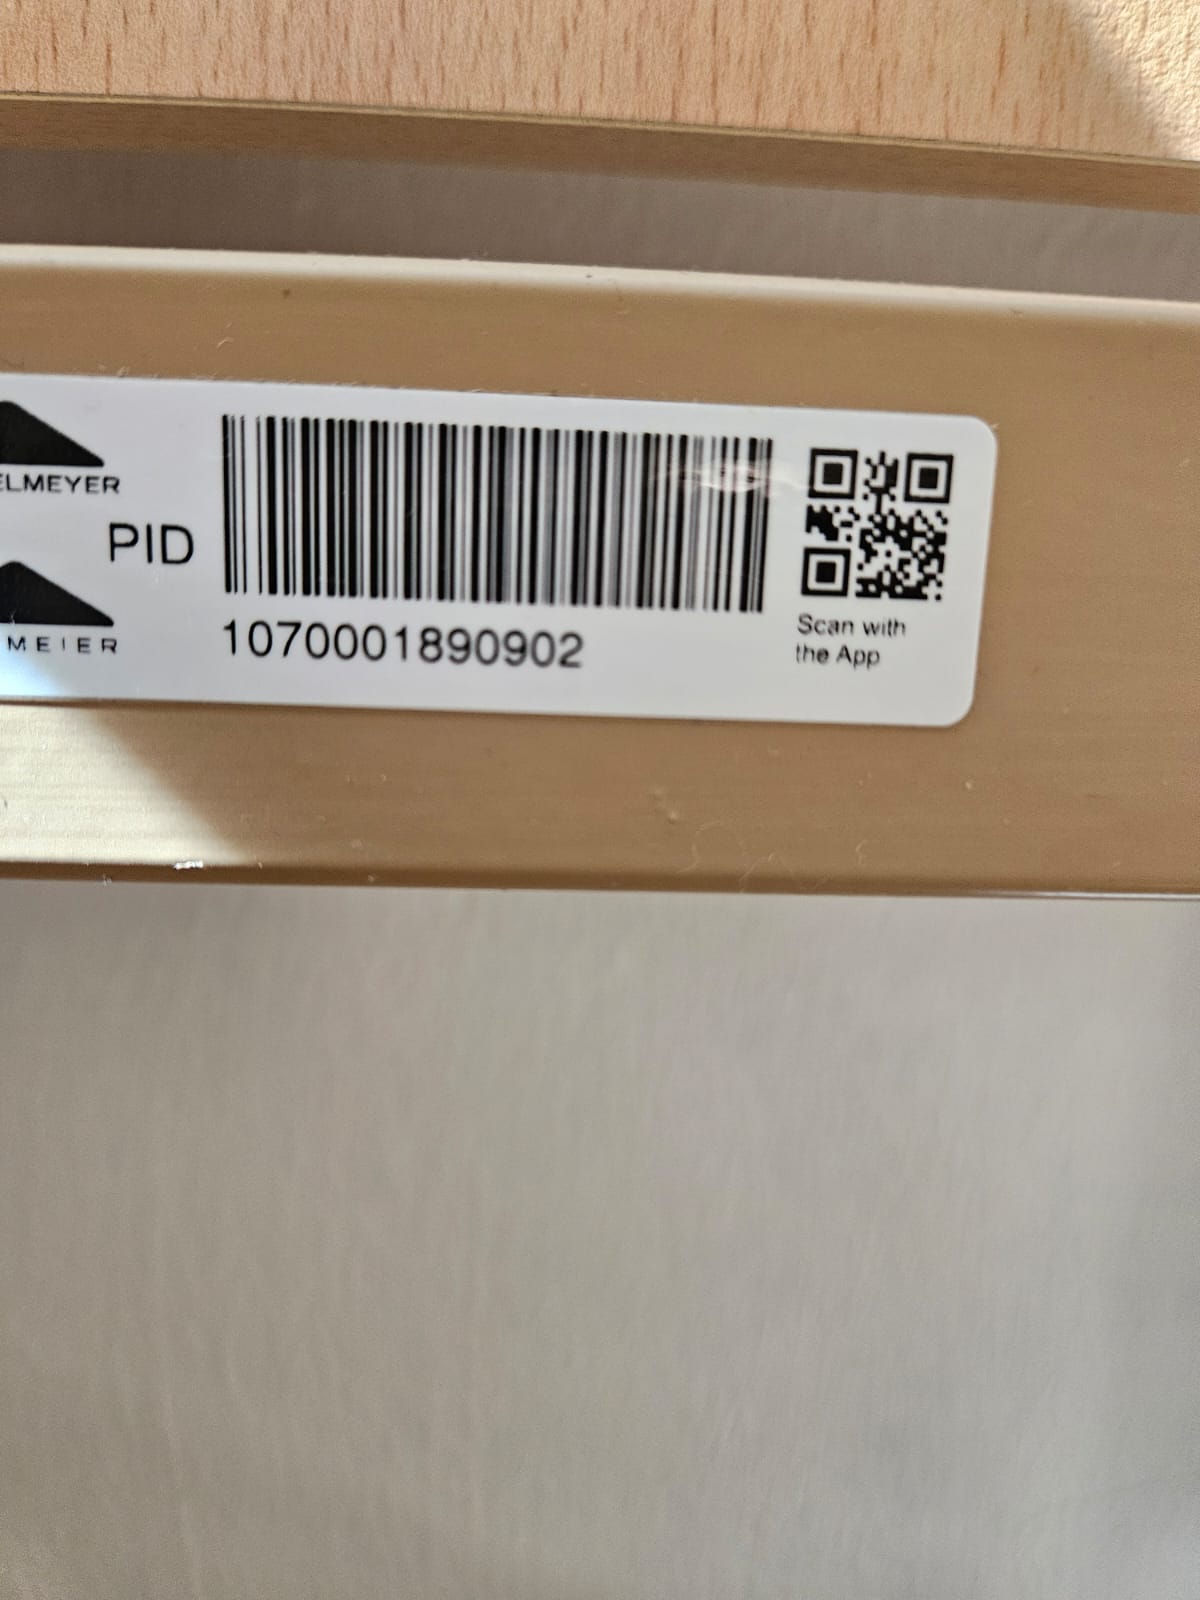 ELMEYER
PID
MEIER
1070001890902
Scan with
the App